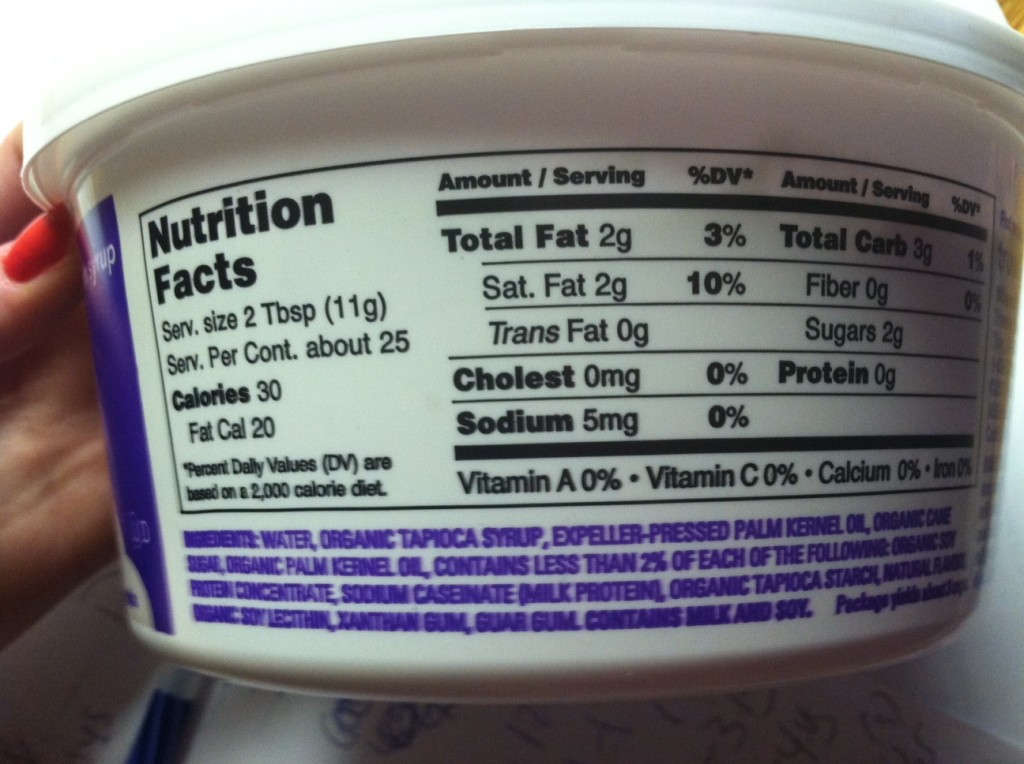 Nutrition
Facts
Serv. size 2 Tbsp (11g)
Serv. Per Cont. about 25
Calories 30
Fat Cal 20
*Percent Daily Values (DV) are
based on a 2,000 calorie diet.
Amount / Serving %DV* Amount / Serving %DV*
Total Fat 2g 3% Total Carb 3g 1%
Sat. Fat 2g 10% Fiber 0g 0%
Trans Fat 0g Sugars 2g
Cholest 0mg 0% Protein 0g
Sodium 5mg 0%
Vitamin A 0% • Vitamin C 0% • Calcium 0% • Iron 0%
INGREDIENTS: WATER, ORGANIC TAPIOCA SYRUP, EXPELLER-PRESSED PALM KERNEL OIL, ORGANIC CANE
SUGAR, ORGANIC PALM KERNEL OIL, CONTAINS LESS THAN 2% OF EACH OF THE FOLLOWING: ORGANIC SOY
PROTEIN CONCENTRATE, SODIUM CASEINATE (MILK PROTEIN), ORGANIC TAPIOCA STARCH, NATURAL FLAVOR,
ORGANIC SOY LECITHIN, XANTHAN GUM, GUAR GUM. CONTAINS MILK AND SOY. Package yields about